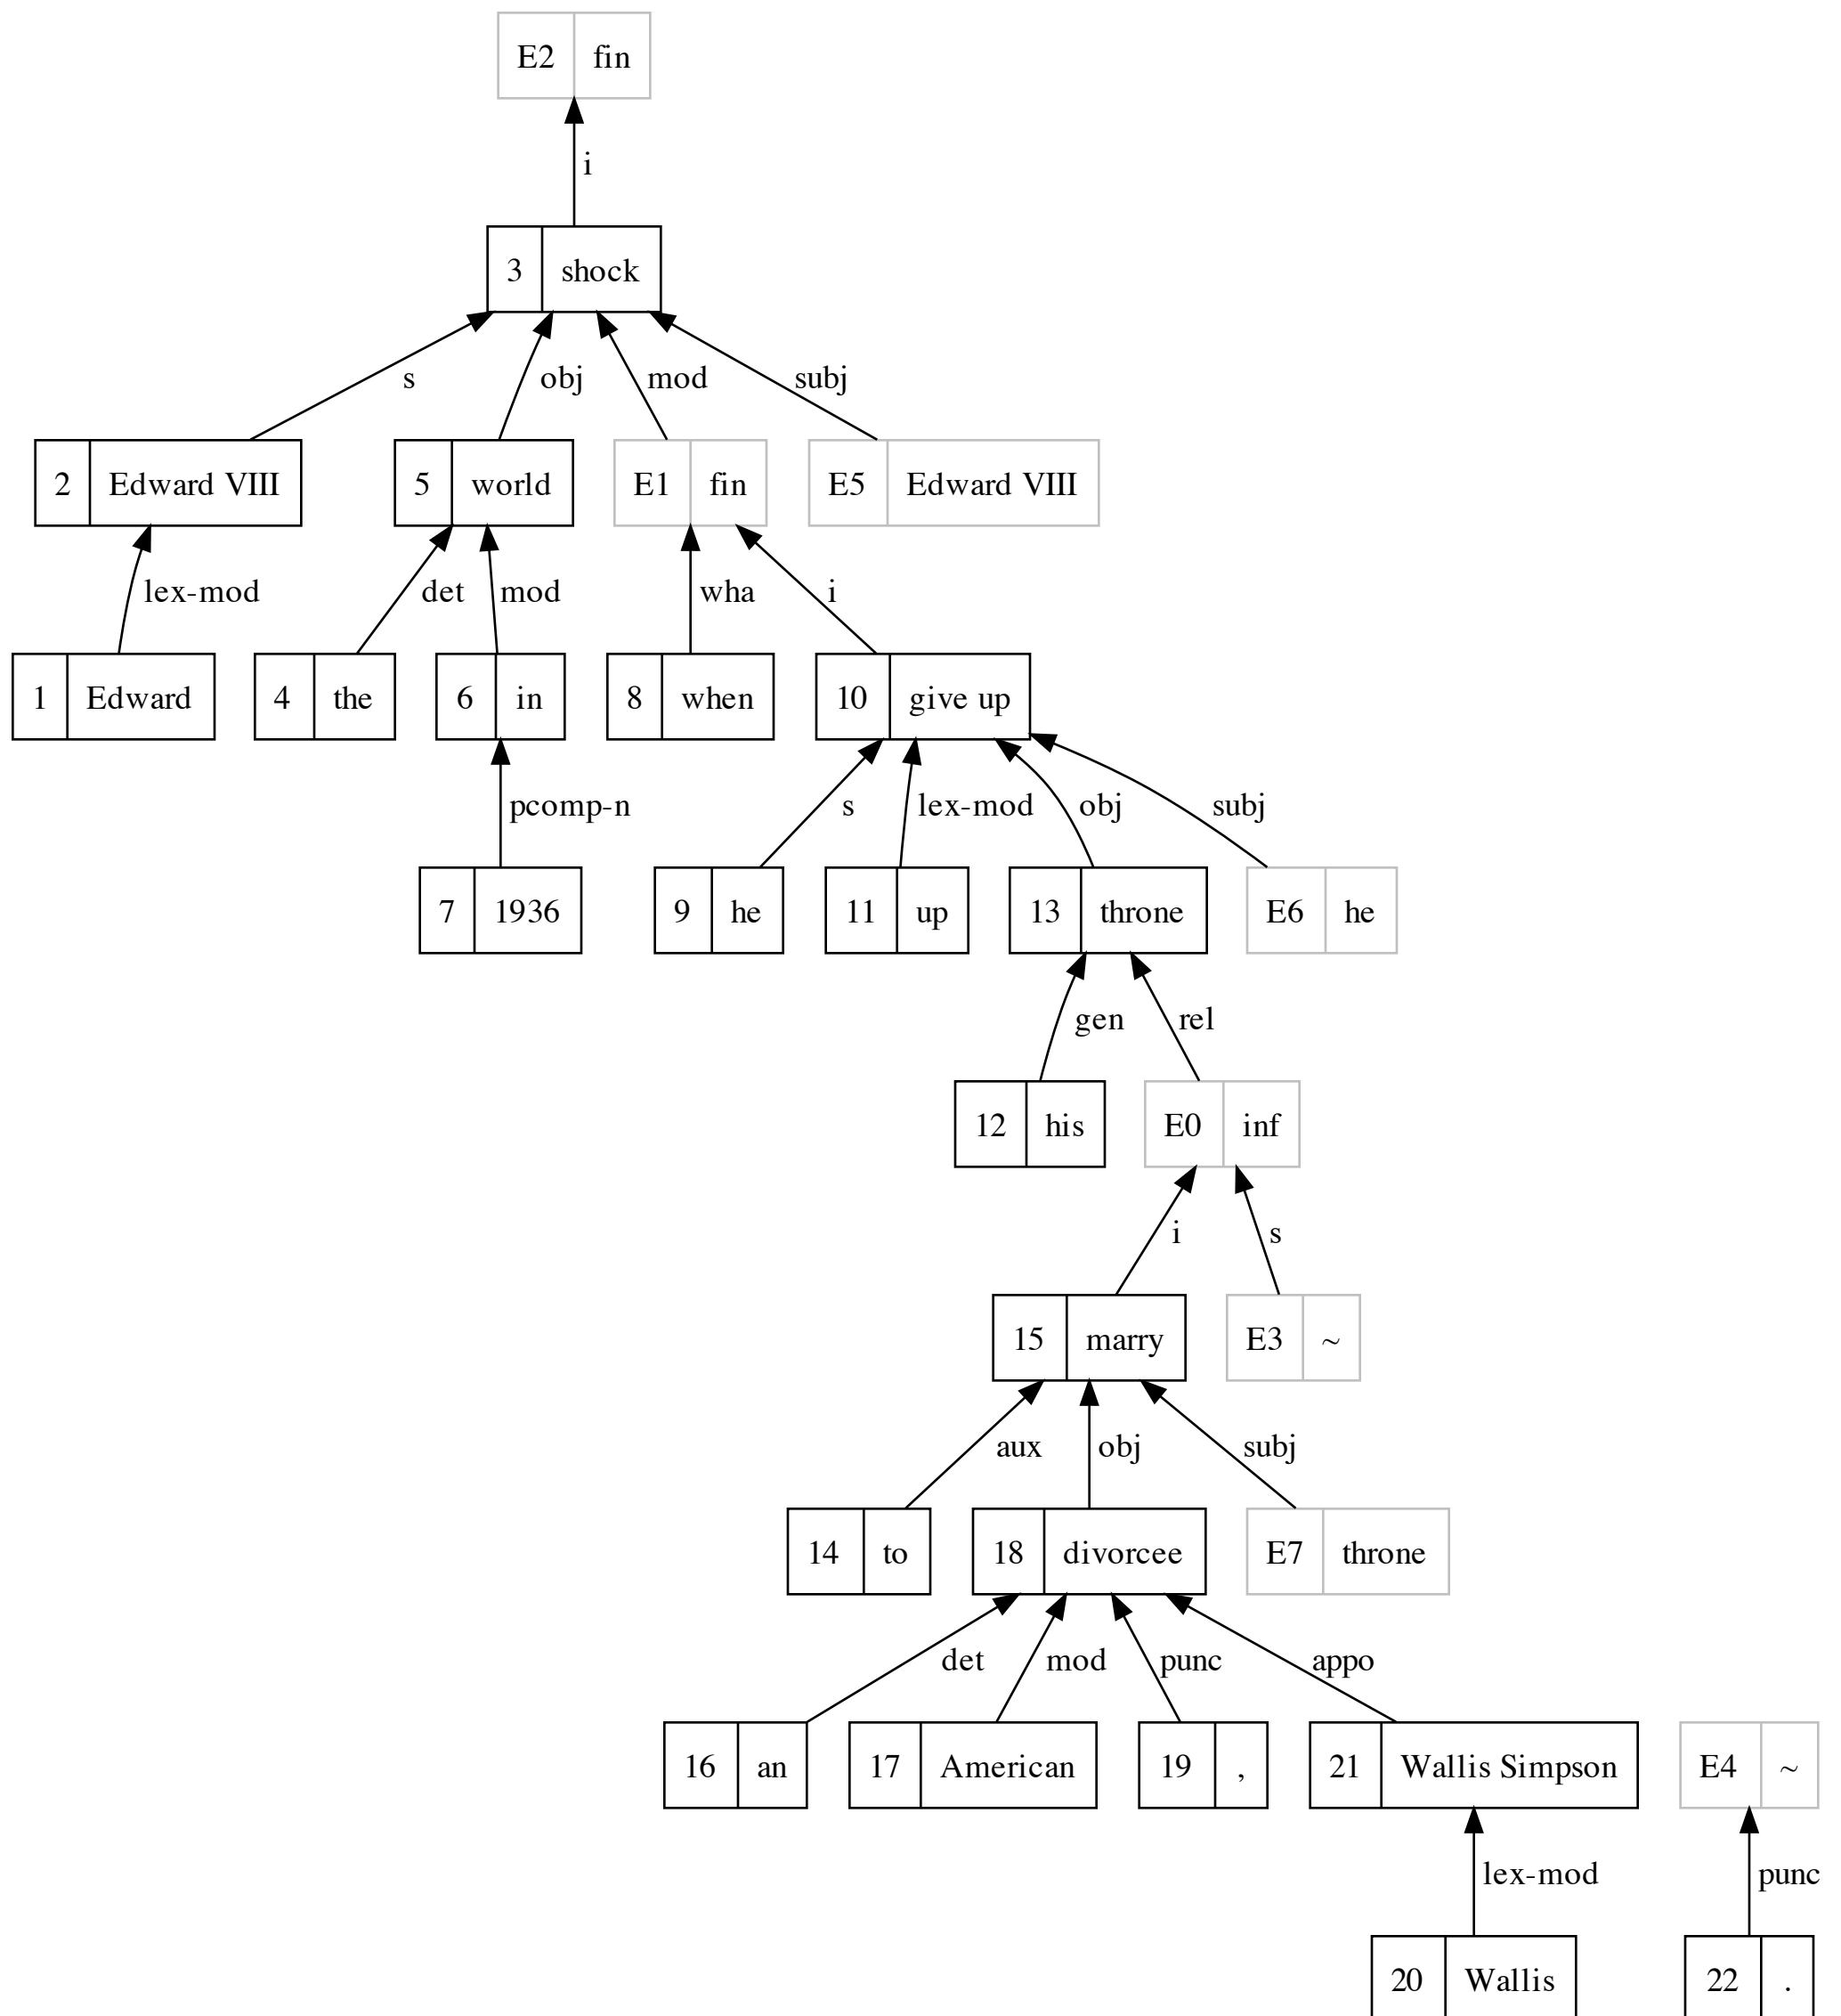 E2 fin
i
3 shock
s obj mod subj
2 Edward VIII 5 world E1 fin E5 Edward VIII
lex-mod det mod wha i
1 Edward 4 the 6 in 8 when 10 give up
pcomp-n s lex-mod obj subj
7 1936 9 he 11 up 13 throne E6 he
gen rel
12 his E0 inf
i s
15 marry E3 ~
aux obj subj
14 to 18 divorcee E7 throne
det mod punc appo
16 an 17 American 19 , 21 Wallis Simpson E4 ~
lex-mod punc
20 Wallis 22 .